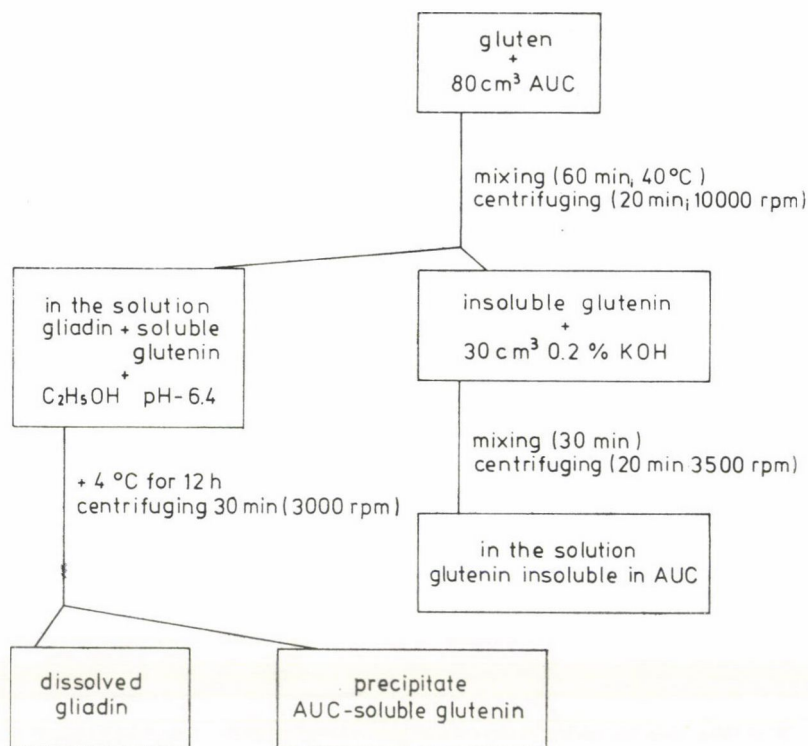 gluten
+
80 cm³ AUC
mixing (60 min; 40°C)
centrifuging (20 min; 10000 rpm)
in the solution
gliadin + soluble
glutenin
+
C₂H₅OH pH-6.4
insoluble glutenin
+
30 cm³ 0.2 % KOH
+ 4 °C for 12 h
centrifuging 30 min (3000 rpm)
mixing (30 min)
centrifuging (20 min 3500 rpm)
in the solution
glutenin insoluble in AUC
dissolved
gliadin
precipitate
AUC-soluble glutenin